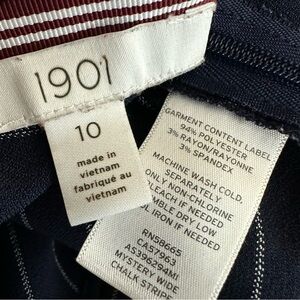 1901
10
made in
vietnam
fabriqué au
vietnam
GARMENT CONTENT LABEL
94% POLYESTER
3% RAYON/RAYONNE
3% SPANDEX
MACHINE WASH COLD.
SEPARATELY
ONLY NON-CHLORINE
BLEACH IF NEEDED
TUMBLE DRY LOW
IRON IF NEEDED
RN58665
CA57963
AS396294MI
MYSTERY WIDE
CHALK STRIPE